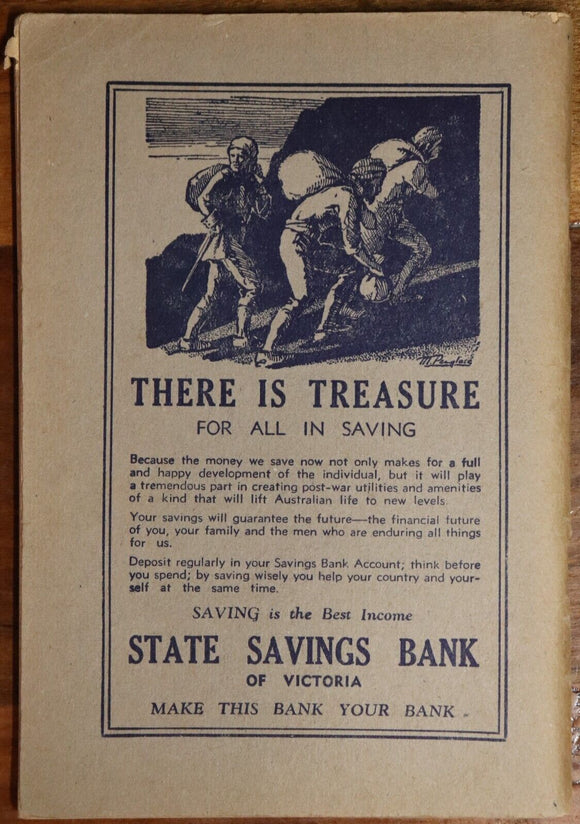 M. Penglase
THERE IS TREASURE
FOR ALL IN SAVING
Because the money we save now not only makes for a full
and happy development of the individual, but it will play
a tremendous part in creating post-war utilities and amenities
of a kind that will lift Australian life to new levels.
Your savings will guarantee the future—the financial future
of you, your family and the men who are enduring all things
for us.
Deposit regularly in your Savings Bank Account; think before
you spend; by saving wisely you help your country and your-
self at the same time.
SAVING is the Best Income
STATE SAVINGS BANK
OF VICTORIA
MAKE THIS BANK YOUR BANK